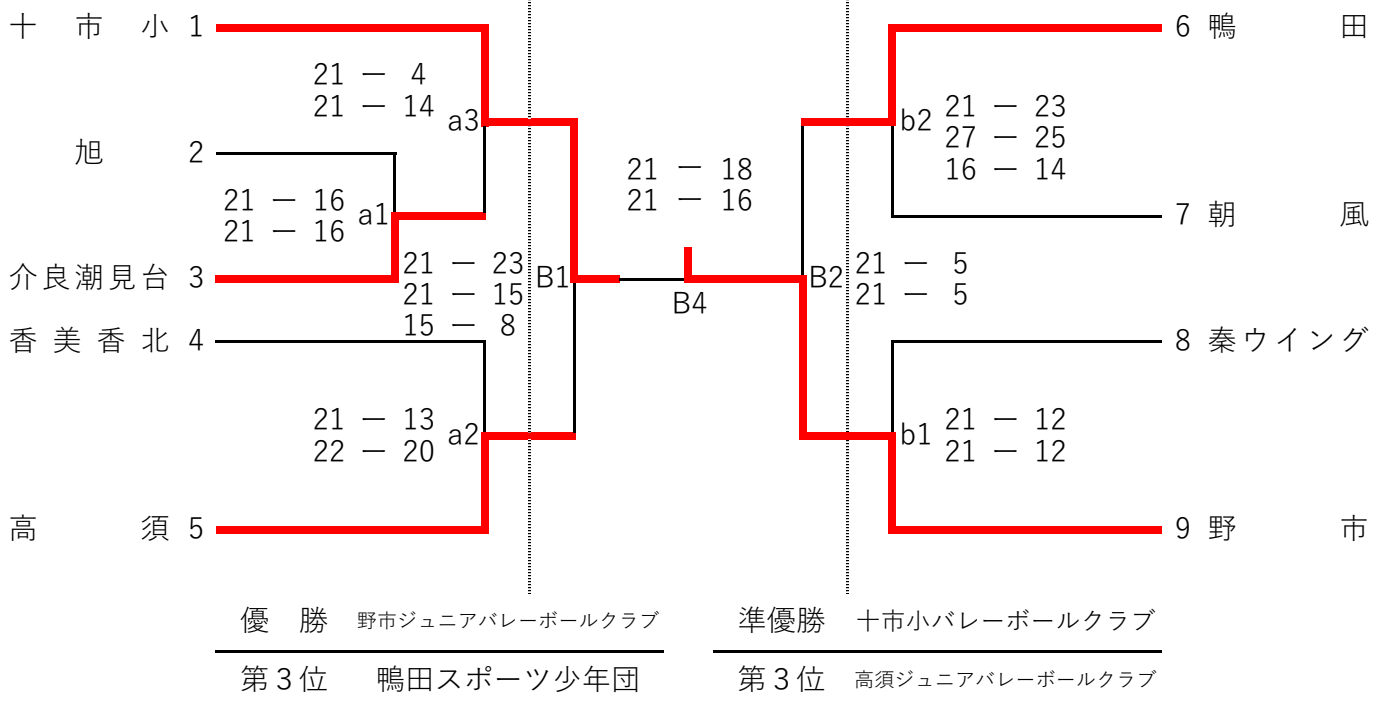 十市小 1
6 鴨田
21 ー 4
21 ー 14
a3
b2
21 ー 23
27 ー 25
16 ー 14
旭 2
21 ー 18
21 ー 16
21 ー 16
21 ー 16
a1
7 朝風
介良潮見台 3
21 ー 23
21 ー 15
15 ー 8
B1
B4
B2
21 ー 5
21 ー 5
香美香北 4
8 秦ウイング
21 ー 13
22 ー 20
a2
b1
21 ー 12
21 ー 12
高須 5
9 野市
優勝 野市ジュニアバレーボールクラブ
準優勝 十市小バレーボールクラブ
第3位 鴨田スポーツ少年団
第3位 高須ジュニアバレーボールクラブ